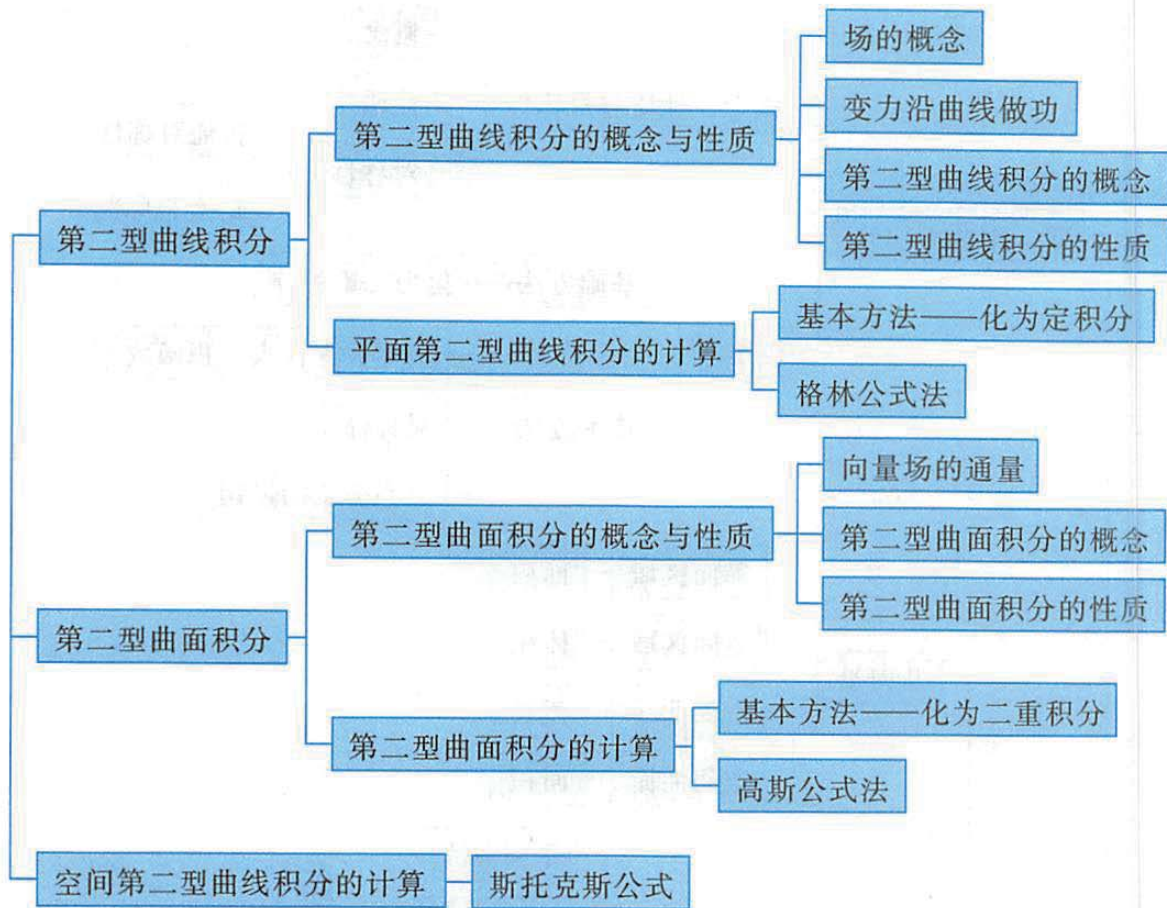 第二型曲线积分
第二型曲线积分的概念与性质
场的概念
变力沿曲线做功
第二型曲线积分的概念
第二型曲线积分的性质
平面第二型曲线积分的计算
基本方法——化为定积分
格林公式法
第二型曲面积分
第二型曲面积分的概念与性质
向量场的通量
第二型曲面积分的概念
第二型曲面积分的性质
第二型曲面积分的计算
基本方法——化为二重积分
高斯公式法
空间第二型曲线积分的计算
斯托克斯公式